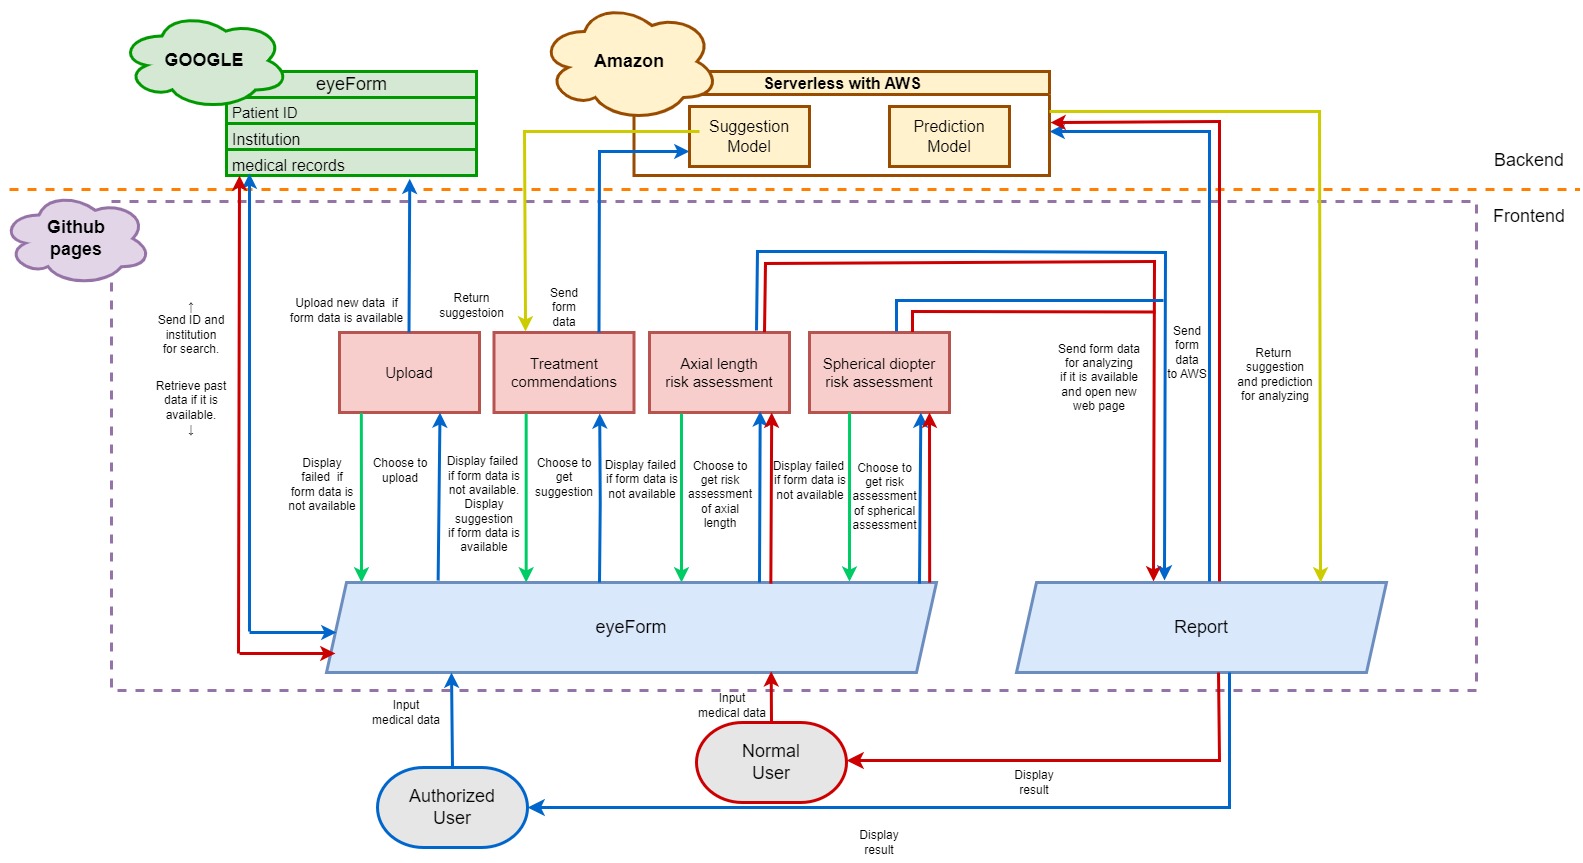 GOOGLE
eyeForm
Patient ID
Institution
medical records
Amazon
Serverless with AWS
Suggestion
Model
Prediction
Model
Backend
Frontend
Github
pages
↑
Send ID and
institution
for search.
Retrieve past
data if it is
available.
↓
Upload new data if
form data is available
Return
suggestoion
Send
form
data
Upload
Treatment
commendations
Axial length
risk assessment
Spherical diopter
risk assessment
Send form data
for analyzing
if it is available
and open new
web page
Send
form
data
to AWS
Return
suggestion
and prediction
for analyzing
Display
failed if
form data is
not available
Choose to
upload
Display failed
if form data is
not available.
Display
suggestion
if form data is
available
Choose to
get
suggestion
Display failed
if form data is
not available
Choose to
get risk
assessment
of axial
length
Display failed
if form data is
not available
Choose to
get risk
assessment
of spherical
assessment
eyeForm
Report
Input
medical data
Input
medical data
Normal
User
Authorized
User
Display
result
Display
result